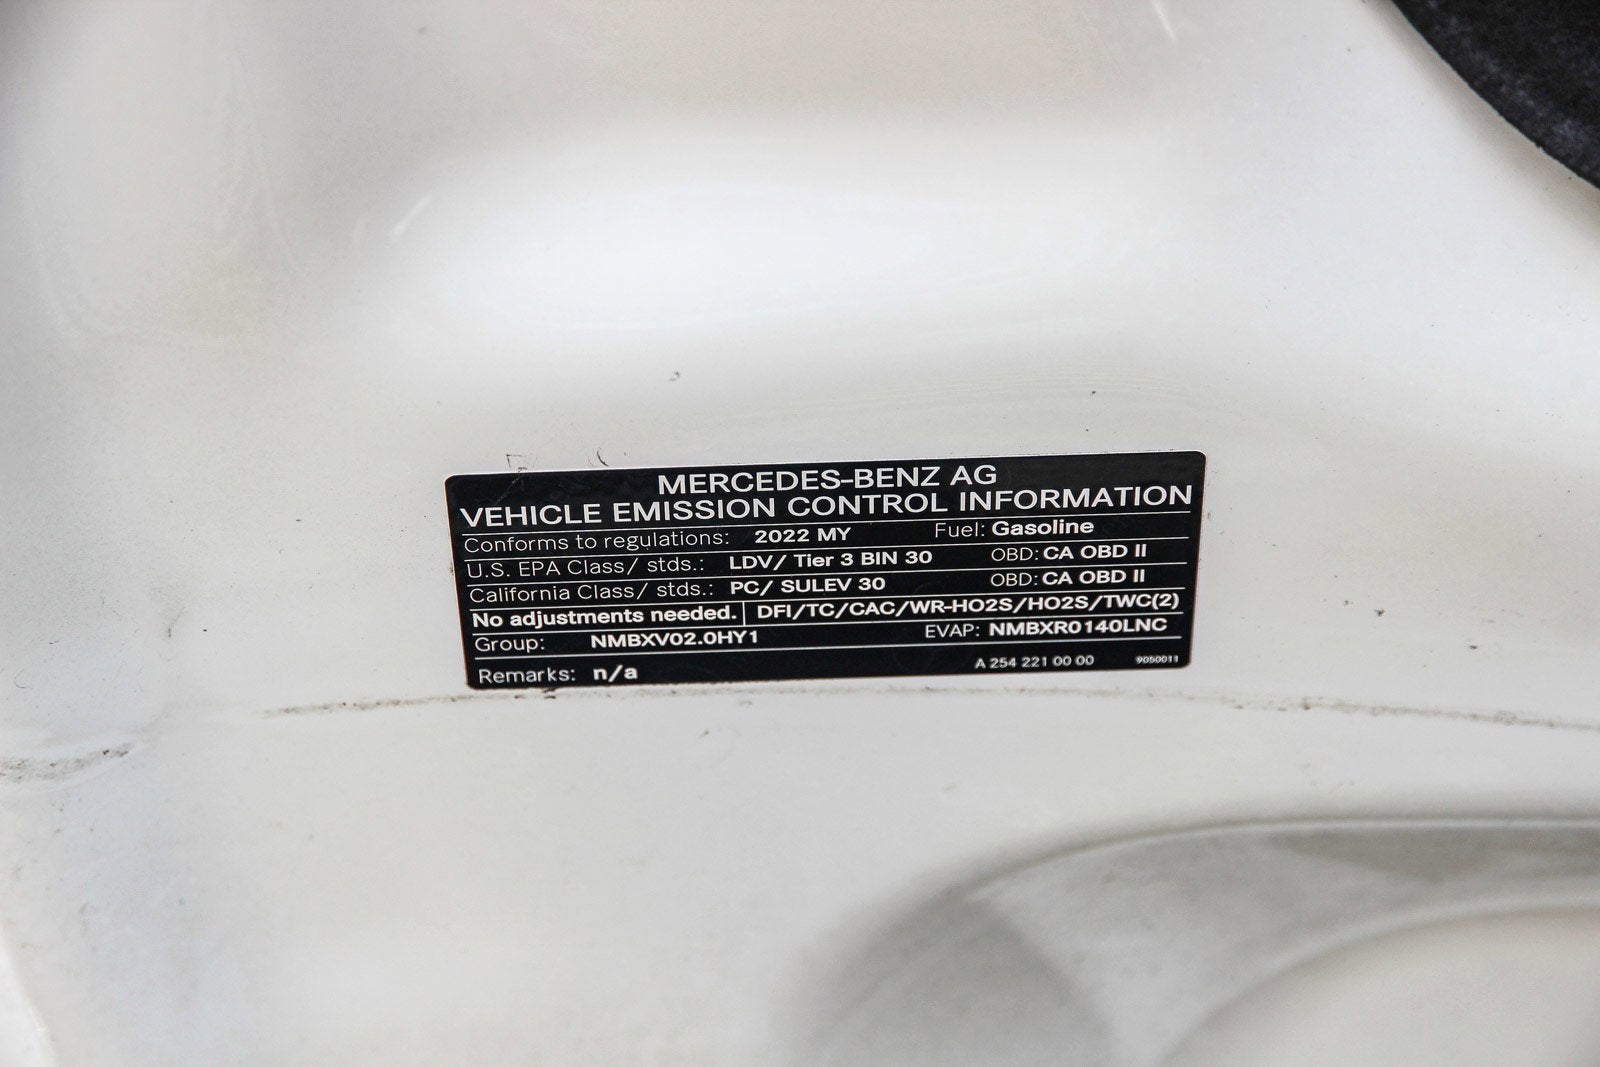 MERCEDES-BENZ AG
VEHICLE EMISSION CONTROL INFORMATION
Conforms to regulations: 2022 MY Fuel: Gasoline
U.S. EPA Class/ stds.: LDV/ Tier 3 BIN 30 OBD: CA OBD II
California Class/ stds.: PC/ SULEV 30 OBD: CA OBD II
No adjustments needed. DFI/TC/CAC/WR-HO2S/HO2S/TWC(2)
Group: NMBXV02.0HY1 EVAP: NMBXR0140LNC
Remarks: n/a A 254 221 00 00 9050011